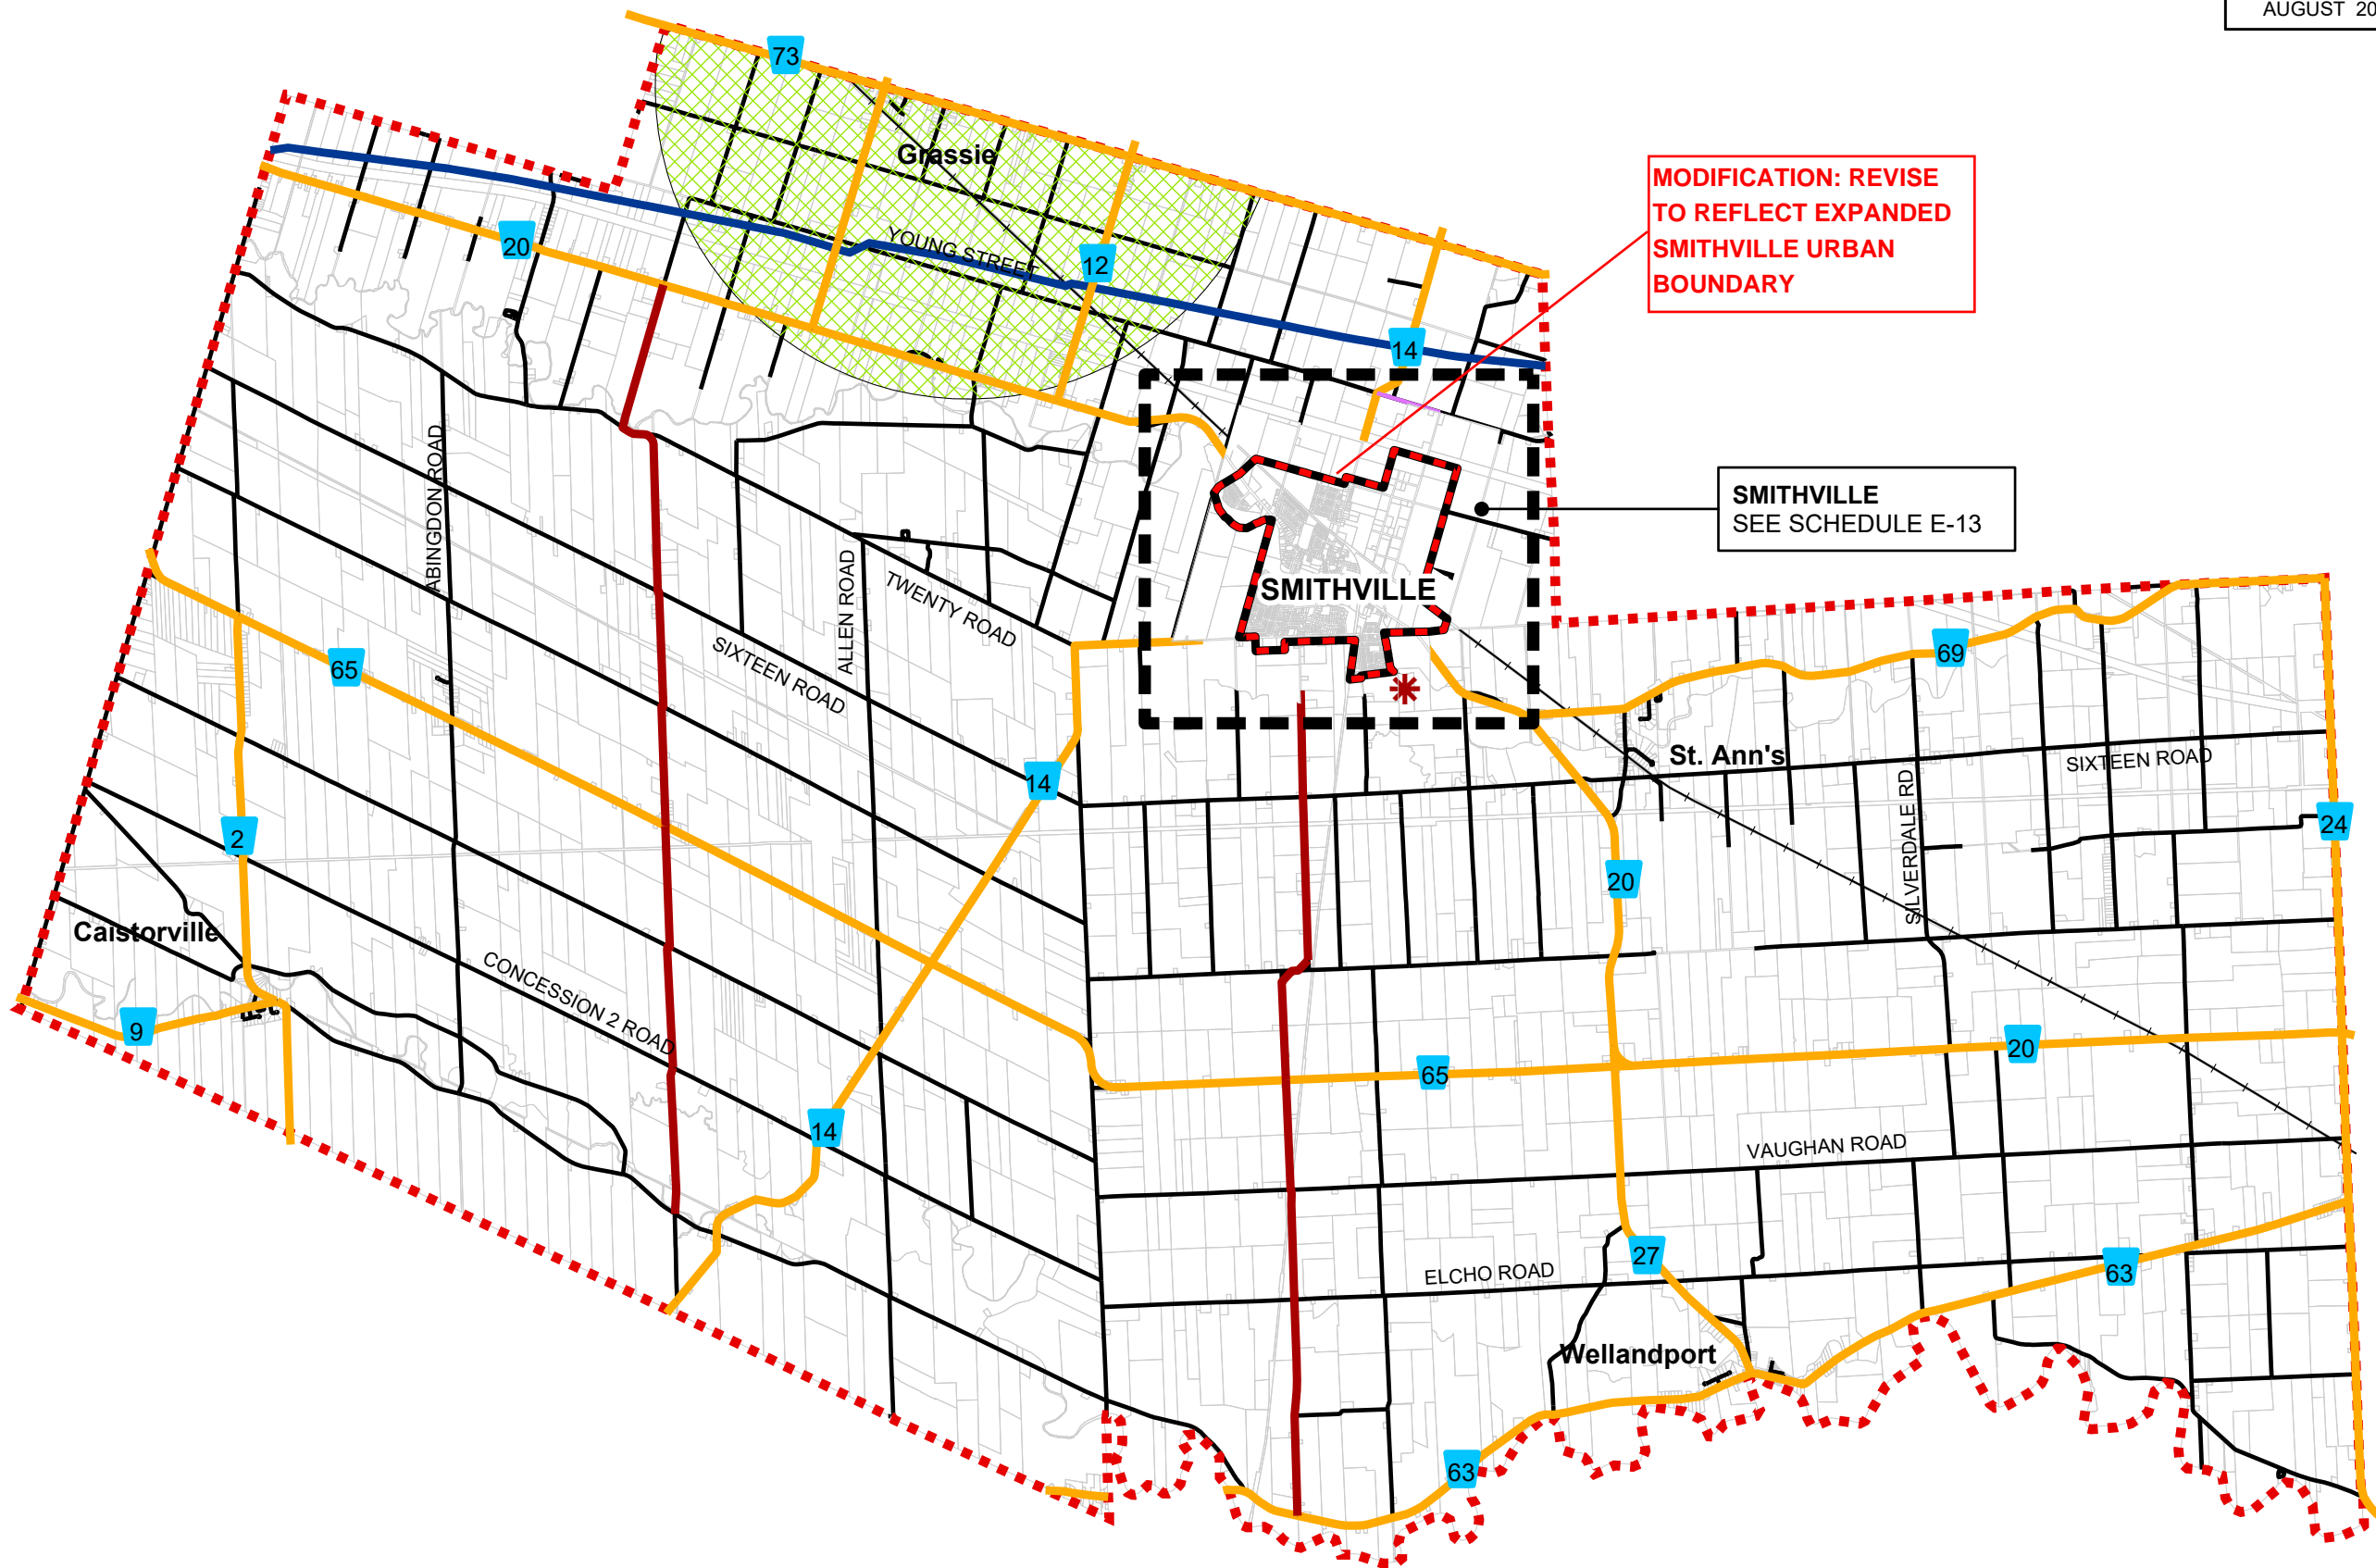 AUGUST 20
73
Grassie
MODIFICATION: REVISE
TO REFLECT EXPANDED
SMITHVILLE URBAN
BOUNDARY
20
YOUNG STREET
12
14
SMITHVILLE
SEE SCHEDULE E-13
ABINGDON ROAD
SMITHVILLE
ALLEN ROAD
TWENTY ROAD
SIXTEEN ROAD
65
69
14
St. Ann's
SIXTEEN ROAD
2
20
SILVERDALE RD
24
Caistorville
CONCESSION 2 ROAD
9
65
20
14
VAUGHAN ROAD
27
ELCHO ROAD
63
Wellandport
63